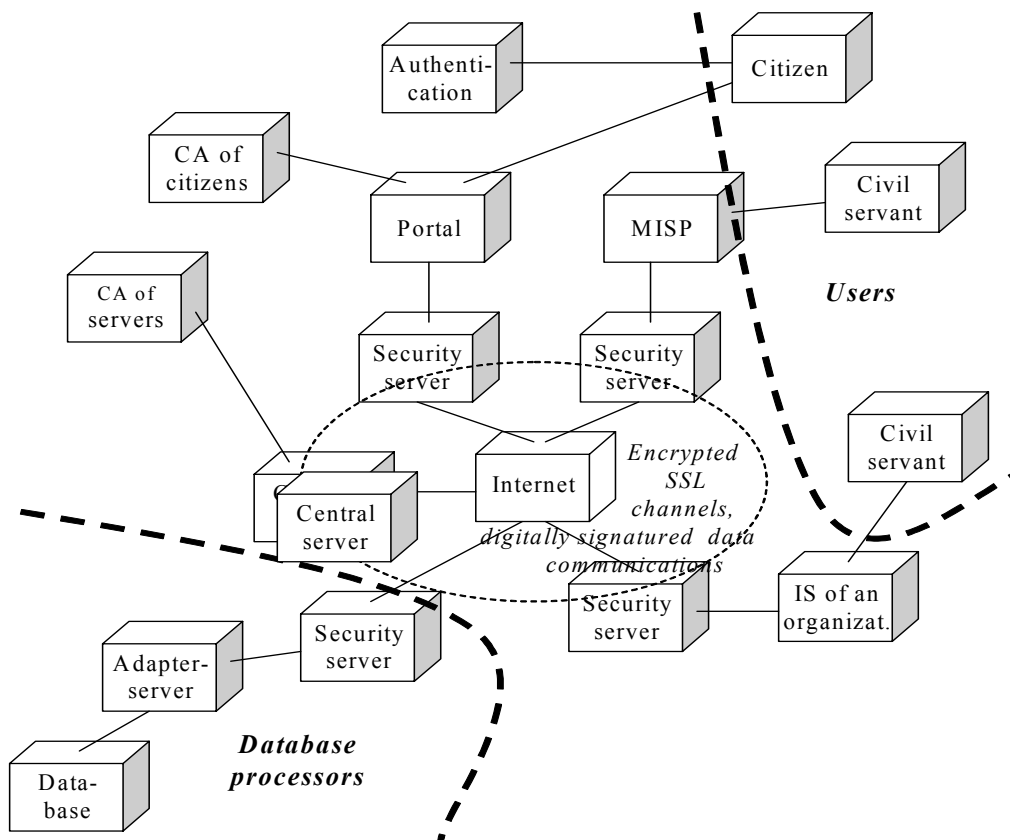 Authenti-
cation
Citizen
CA of
citizens
Civil
servant
Portal
MISP
CA of
servers
Users
Security
server
Security
server
Civil
servant
Encrypted
SSL
channels,
digitally signatured data
communications
Internet
Central
server
IS of an
organizat.
Security
server
Security
server
Adapter-
server
Database
processors
Data-
base